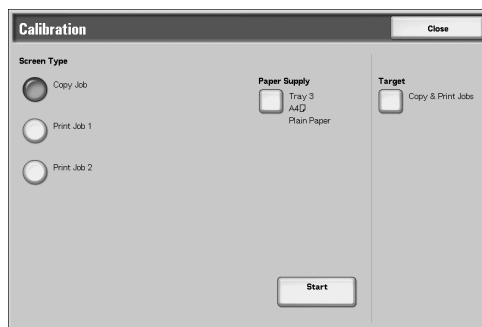 Calibration
Close
Screen Type
Copy Job
Print Job 1
Print Job 2
Paper Supply
Tray 3
A4
Plain Paper
Target
Copy & Print Jobs
Start